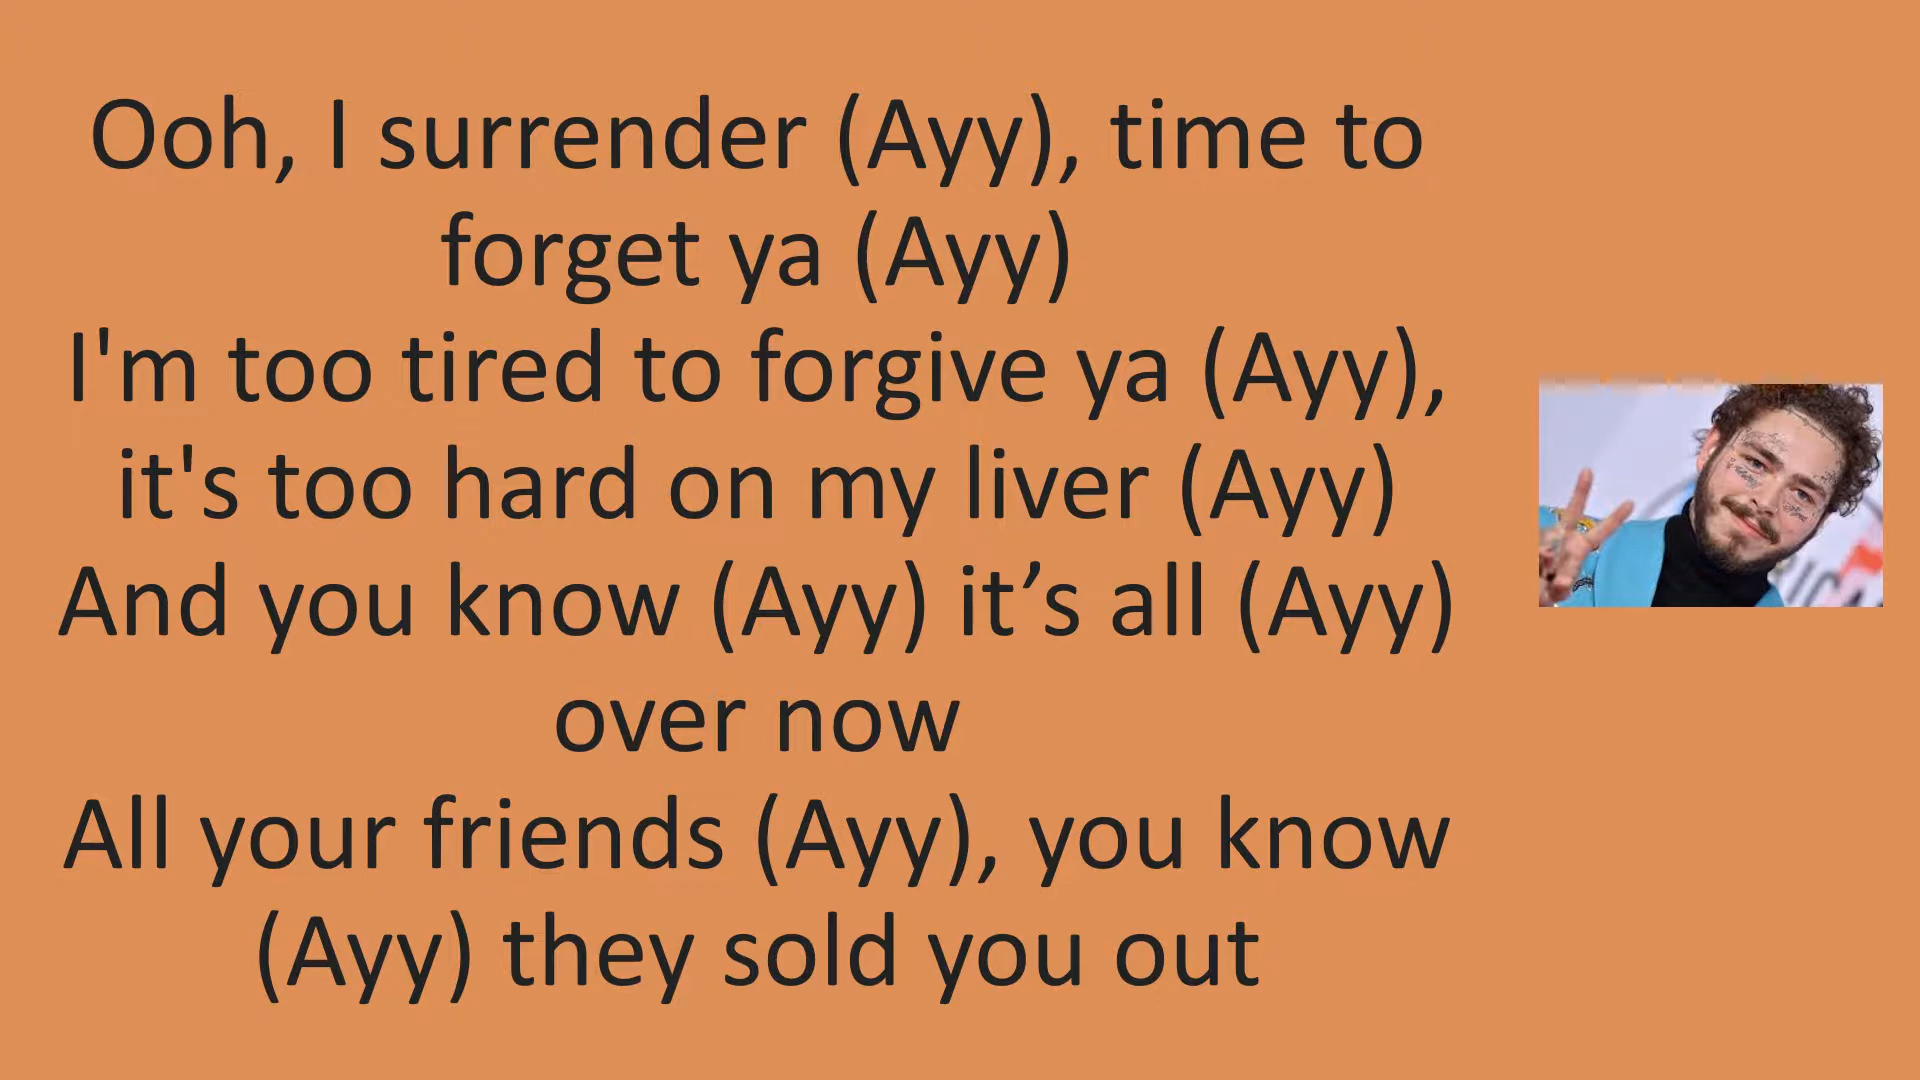 Ooh, I surrender (Ayy), time to
forget ya (Ayy)
I'm too tired to forgive ya (Ayy),
it's too hard on my liver (Ayy)
And you know (Ayy) it’s all (Ayy)
over now
All your friends (Ayy), you know
(Ayy) they sold you out